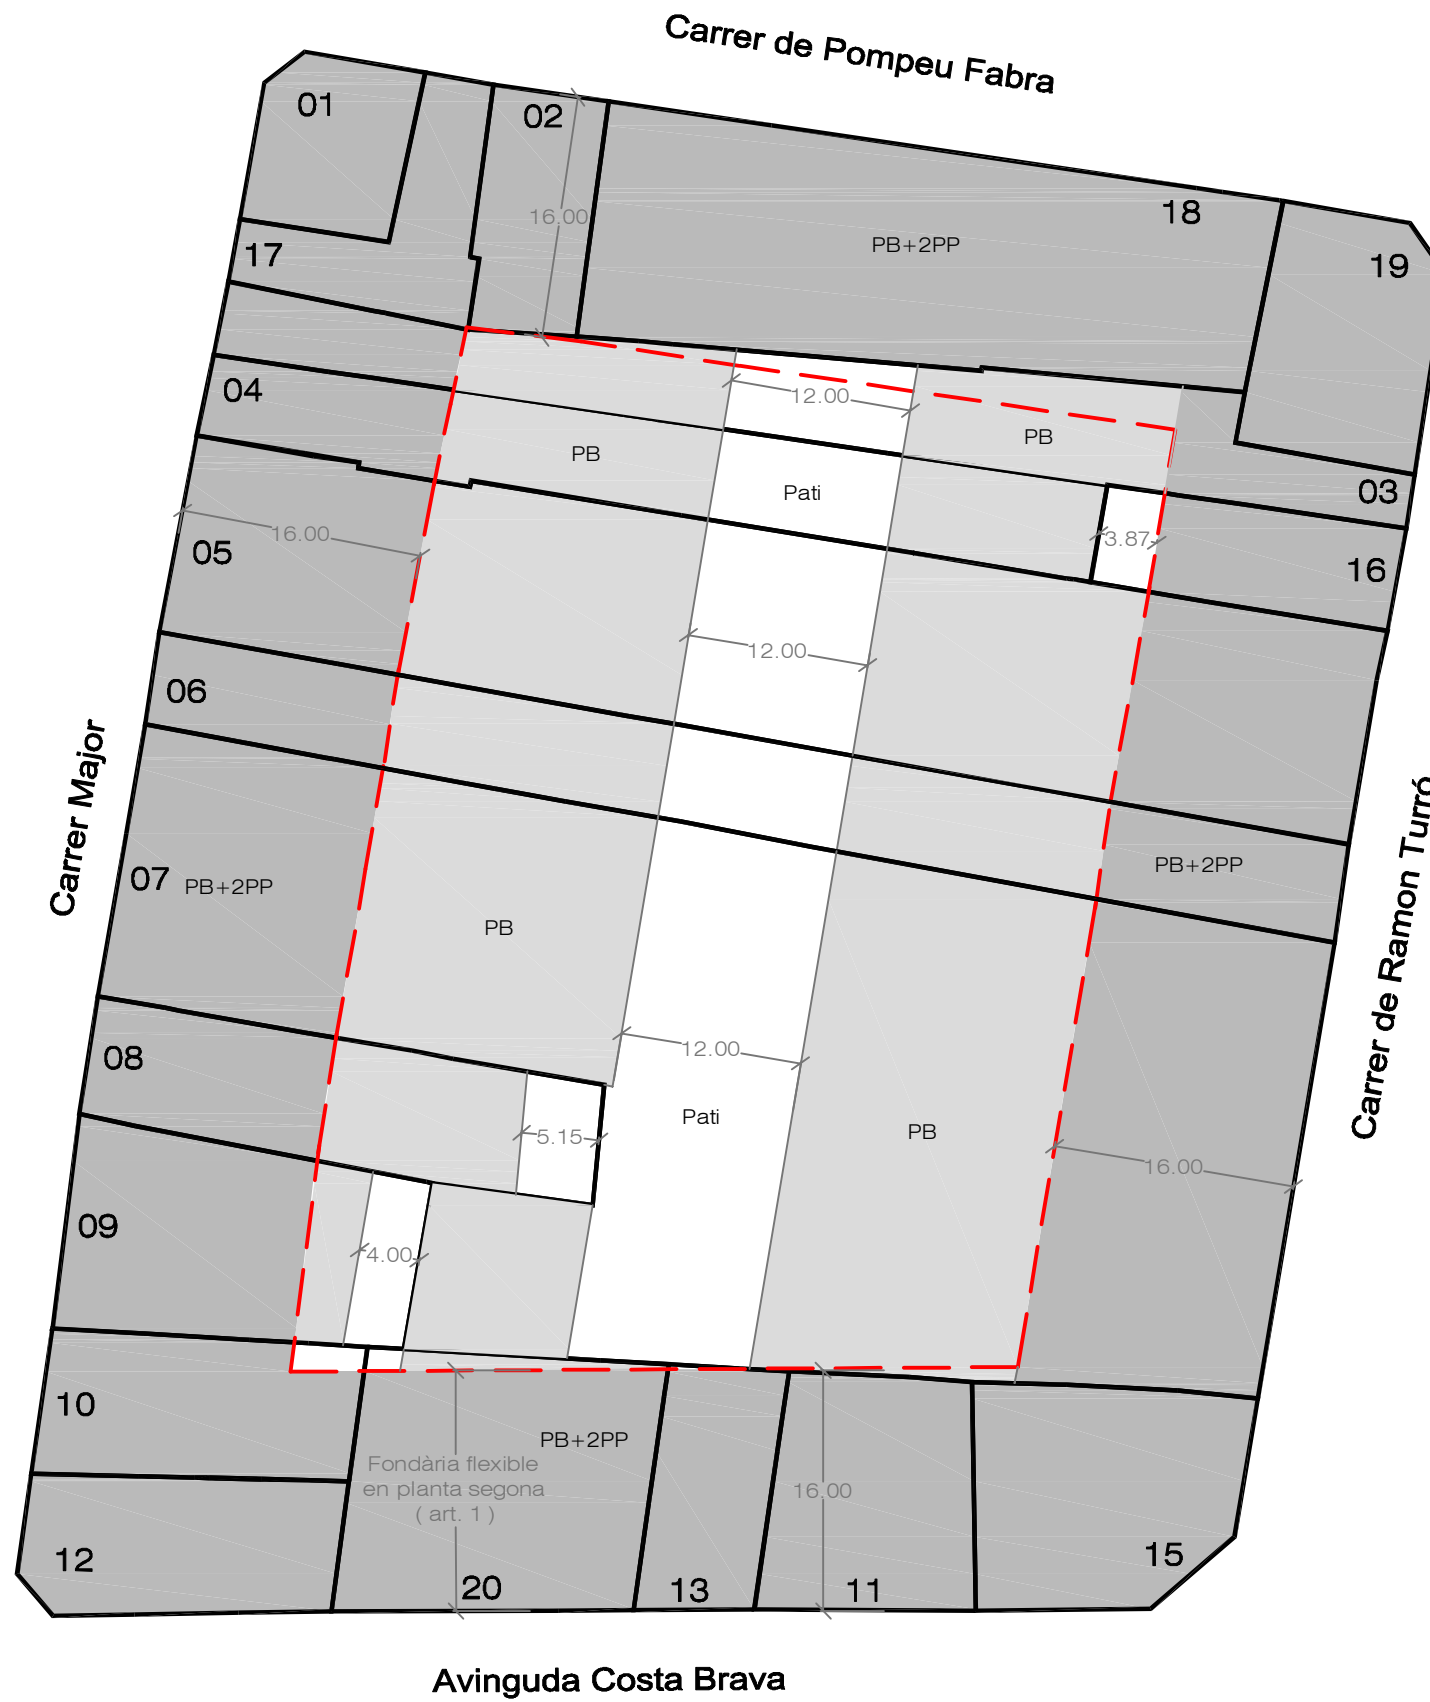 Carrer de Pompeu Fabra
01
02
16.00
18
PB+2PP
17
19
12.00
04
PB
PB
Pati
03
16.00
05
3.87
16
12.00
06
Carrer Major
07
PB+2PP
PB+2PP
PB
Carrer de Ramon Turró
08
12.00
Pati
PB
5.15
16.00
09
4.00
10
PB+2PP
Fondària flexible
en planta segona
( art. 1 )
16.00
12
20
13
11
15
Avinguda Costa Brava